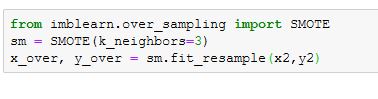 from imblearn.over_sampling import SMOTE
sm = SMOTE(k_neighbors=3)
x_over, y_over = sm.fit_resample(x2,y2)